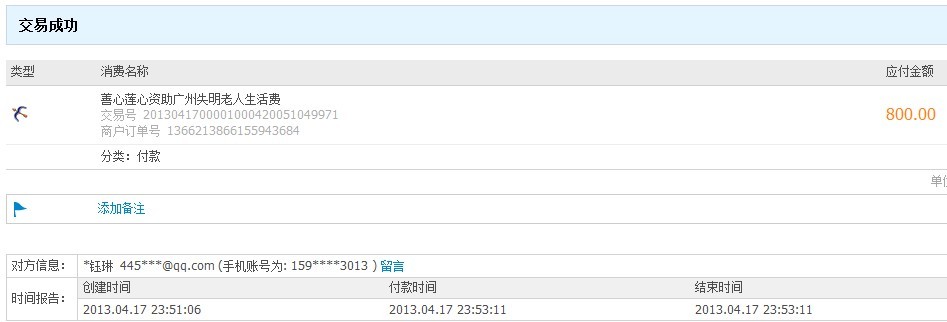 交易成功
类型 消费名称 应付金额
善心莲心资助广州失明老人生活费
交易号 2013041700001000420051049971 800.00
商户订单号 1366213866155943684
分类：付款
单
添加备注
对方信息： *钰琳 445***@qq.com (手机账号为: 159****3013 ) 留言
时间报告： 创建时间 付款时间 结束时间
2013.04.17 23:51:06 2013.04.17 23:53:11 2013.04.17 23:53:11